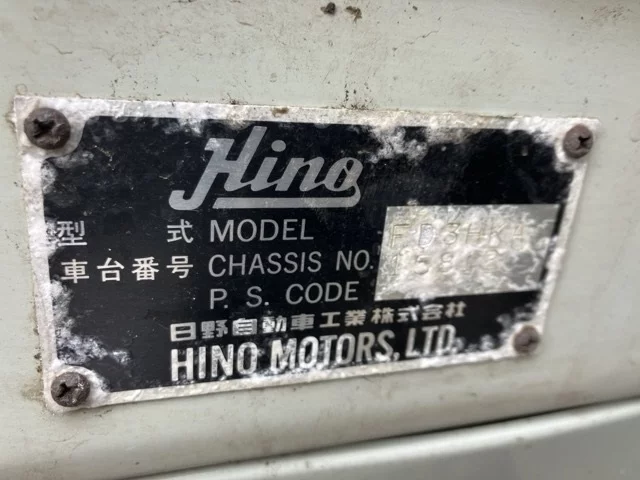 Hino
型 式 MODEL FD3HLA
車台番号 CHASSIS NO.
P. S. CODE
日野自動車工業株式会社
HINO MOTORS, LTD.